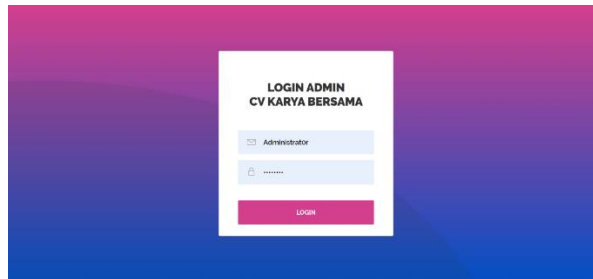 LOGIN ADMIN
CV KARYA BERSAMA
Administrator
••••••••
LOGIN